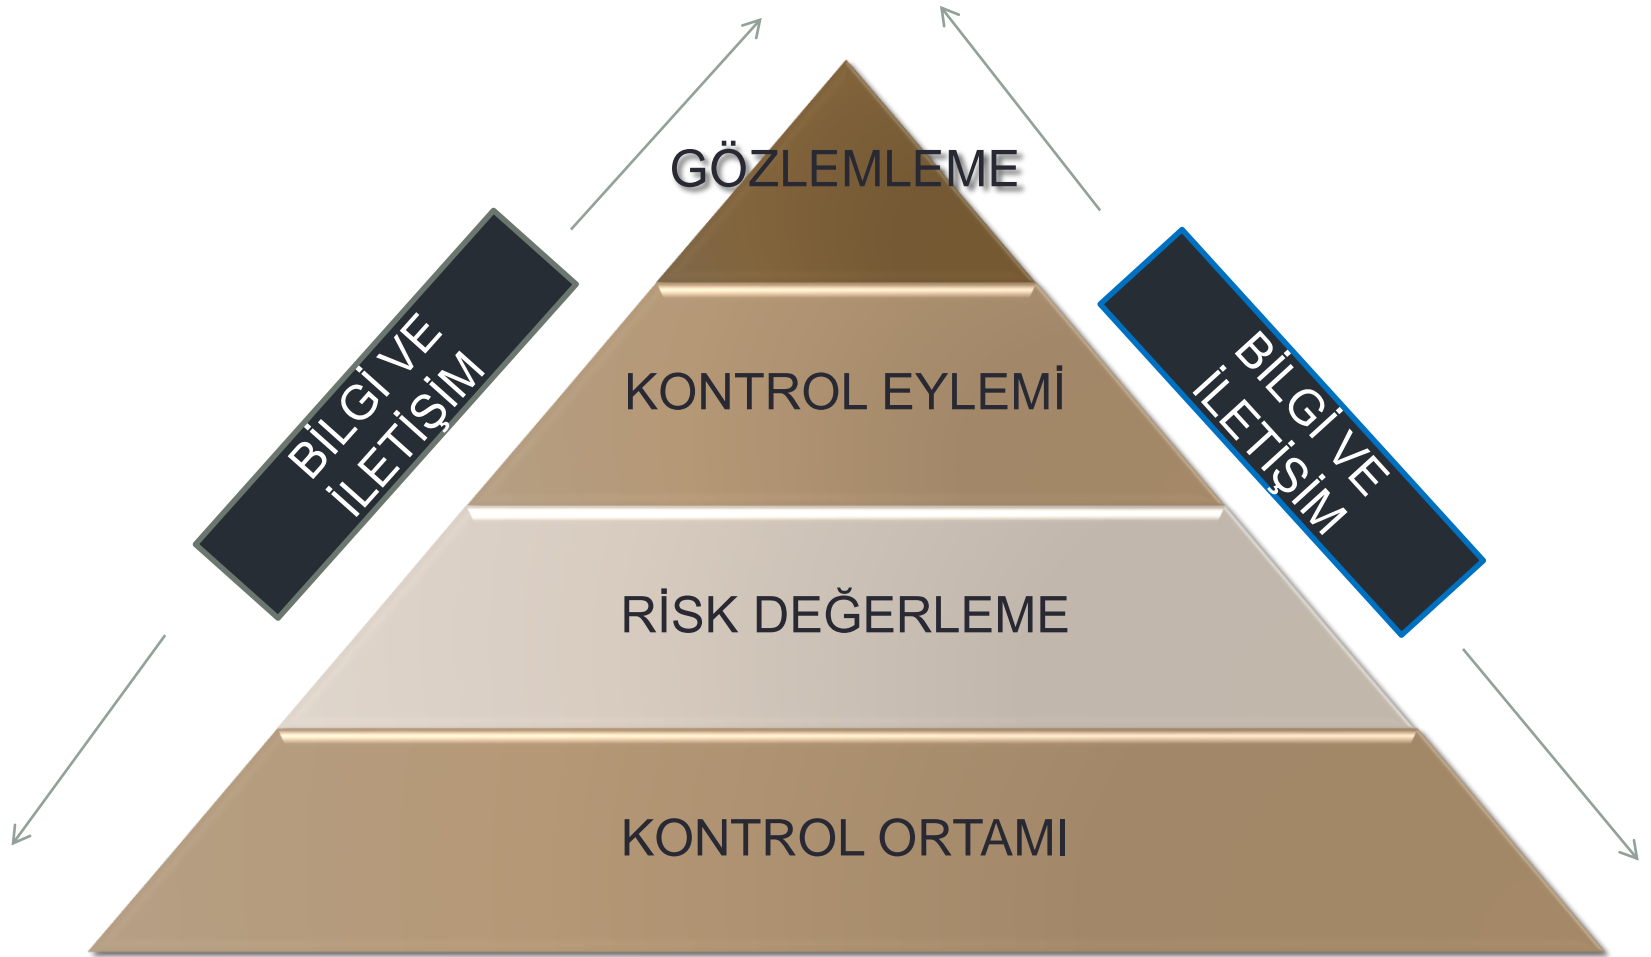 GÖZLEMLEME
KONTROL EYLEMİ
RİSK DEĞERLEME
KONTROL ORTAMI
BİLGİ VE
İLETİŞİM
BİLGİ VE
İLETİŞİM